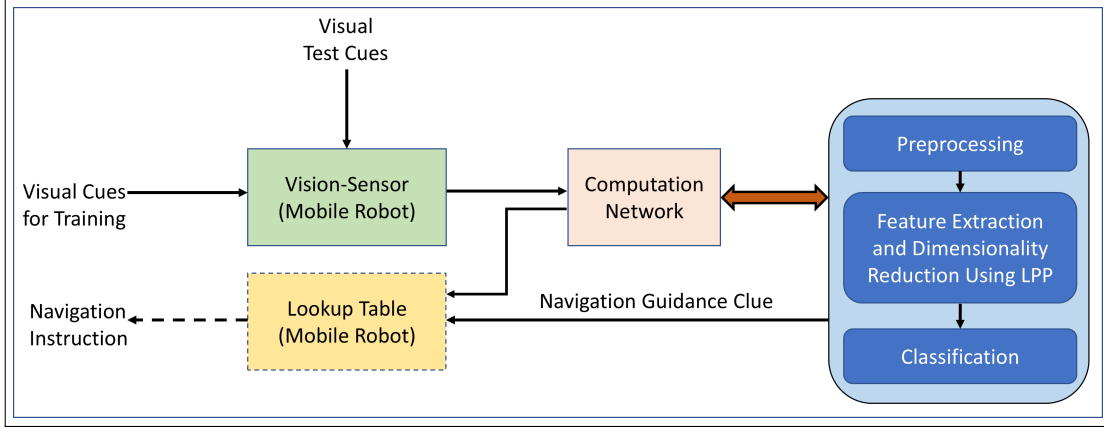 Visual
Test Cues
Visual Cues
for Training
Vision-Sensor
(Mobile Robot)
Computation
Network
Preprocessing
Feature Extraction
and Dimensionality
Reduction Using LPP
Classification
Navigation Guidance Clue
Lookup Table
(Mobile Robot)
Navigation
Instruction